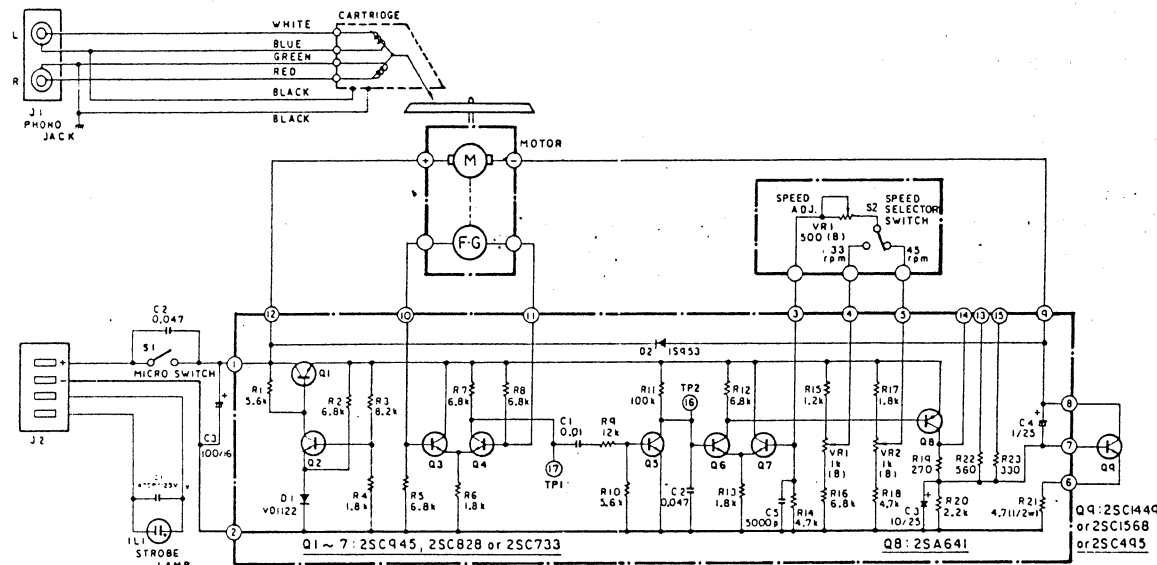 CARTRIDGE
WHITE
L
BLUE
GREEN
RED
R
BLACK
BLACK
J1
PHONO
JACK
MOTOR
+
M
-
F·G
SPEED
ADJ.
VR1
500 (B)
S2
SPEED
SELECTOR
SWITCH
33
rpm
45
rpm
12
10
11
3
4
5
14
13
15
9
C2
0.047
S1
MICRO SWITCH
1
+
-
J2
C3
100/16
2
IL1
STROBE
LAMP
D2
1S953
Q1
R1
5.6k
R2
6.8k
R3
8.2k
Q2
D1
VD1122
R4
1.8k
R7
6.8k
R8
6.8k
Q3
Q4
R5
6.8k
R6
1.8k
C1
0.01
R9
12k
17
TP1
R11
100k
TP2
16
R10
5.6k
Q5
C2
0.047
R12
6.8k
Q6
Q7
R13
1.8k
C5
5000p
R14
4.7k
R15
1.2k
VR1
1k
(B)
R16
6.8k
R17
1.8k
VR2
1k
(B)
R18
4.7k
Q8
R19
270
C3
10/25
R20
2.2k
R22
560
R23
330
C4
1/25
R21
4.7(1/2w)
8
7
6
Q9
Q1~7:2SC945, 2SC828 or 2SC733
Q8:2SA641
Q9:2SC1449
or 2SC1568
or 2SC495